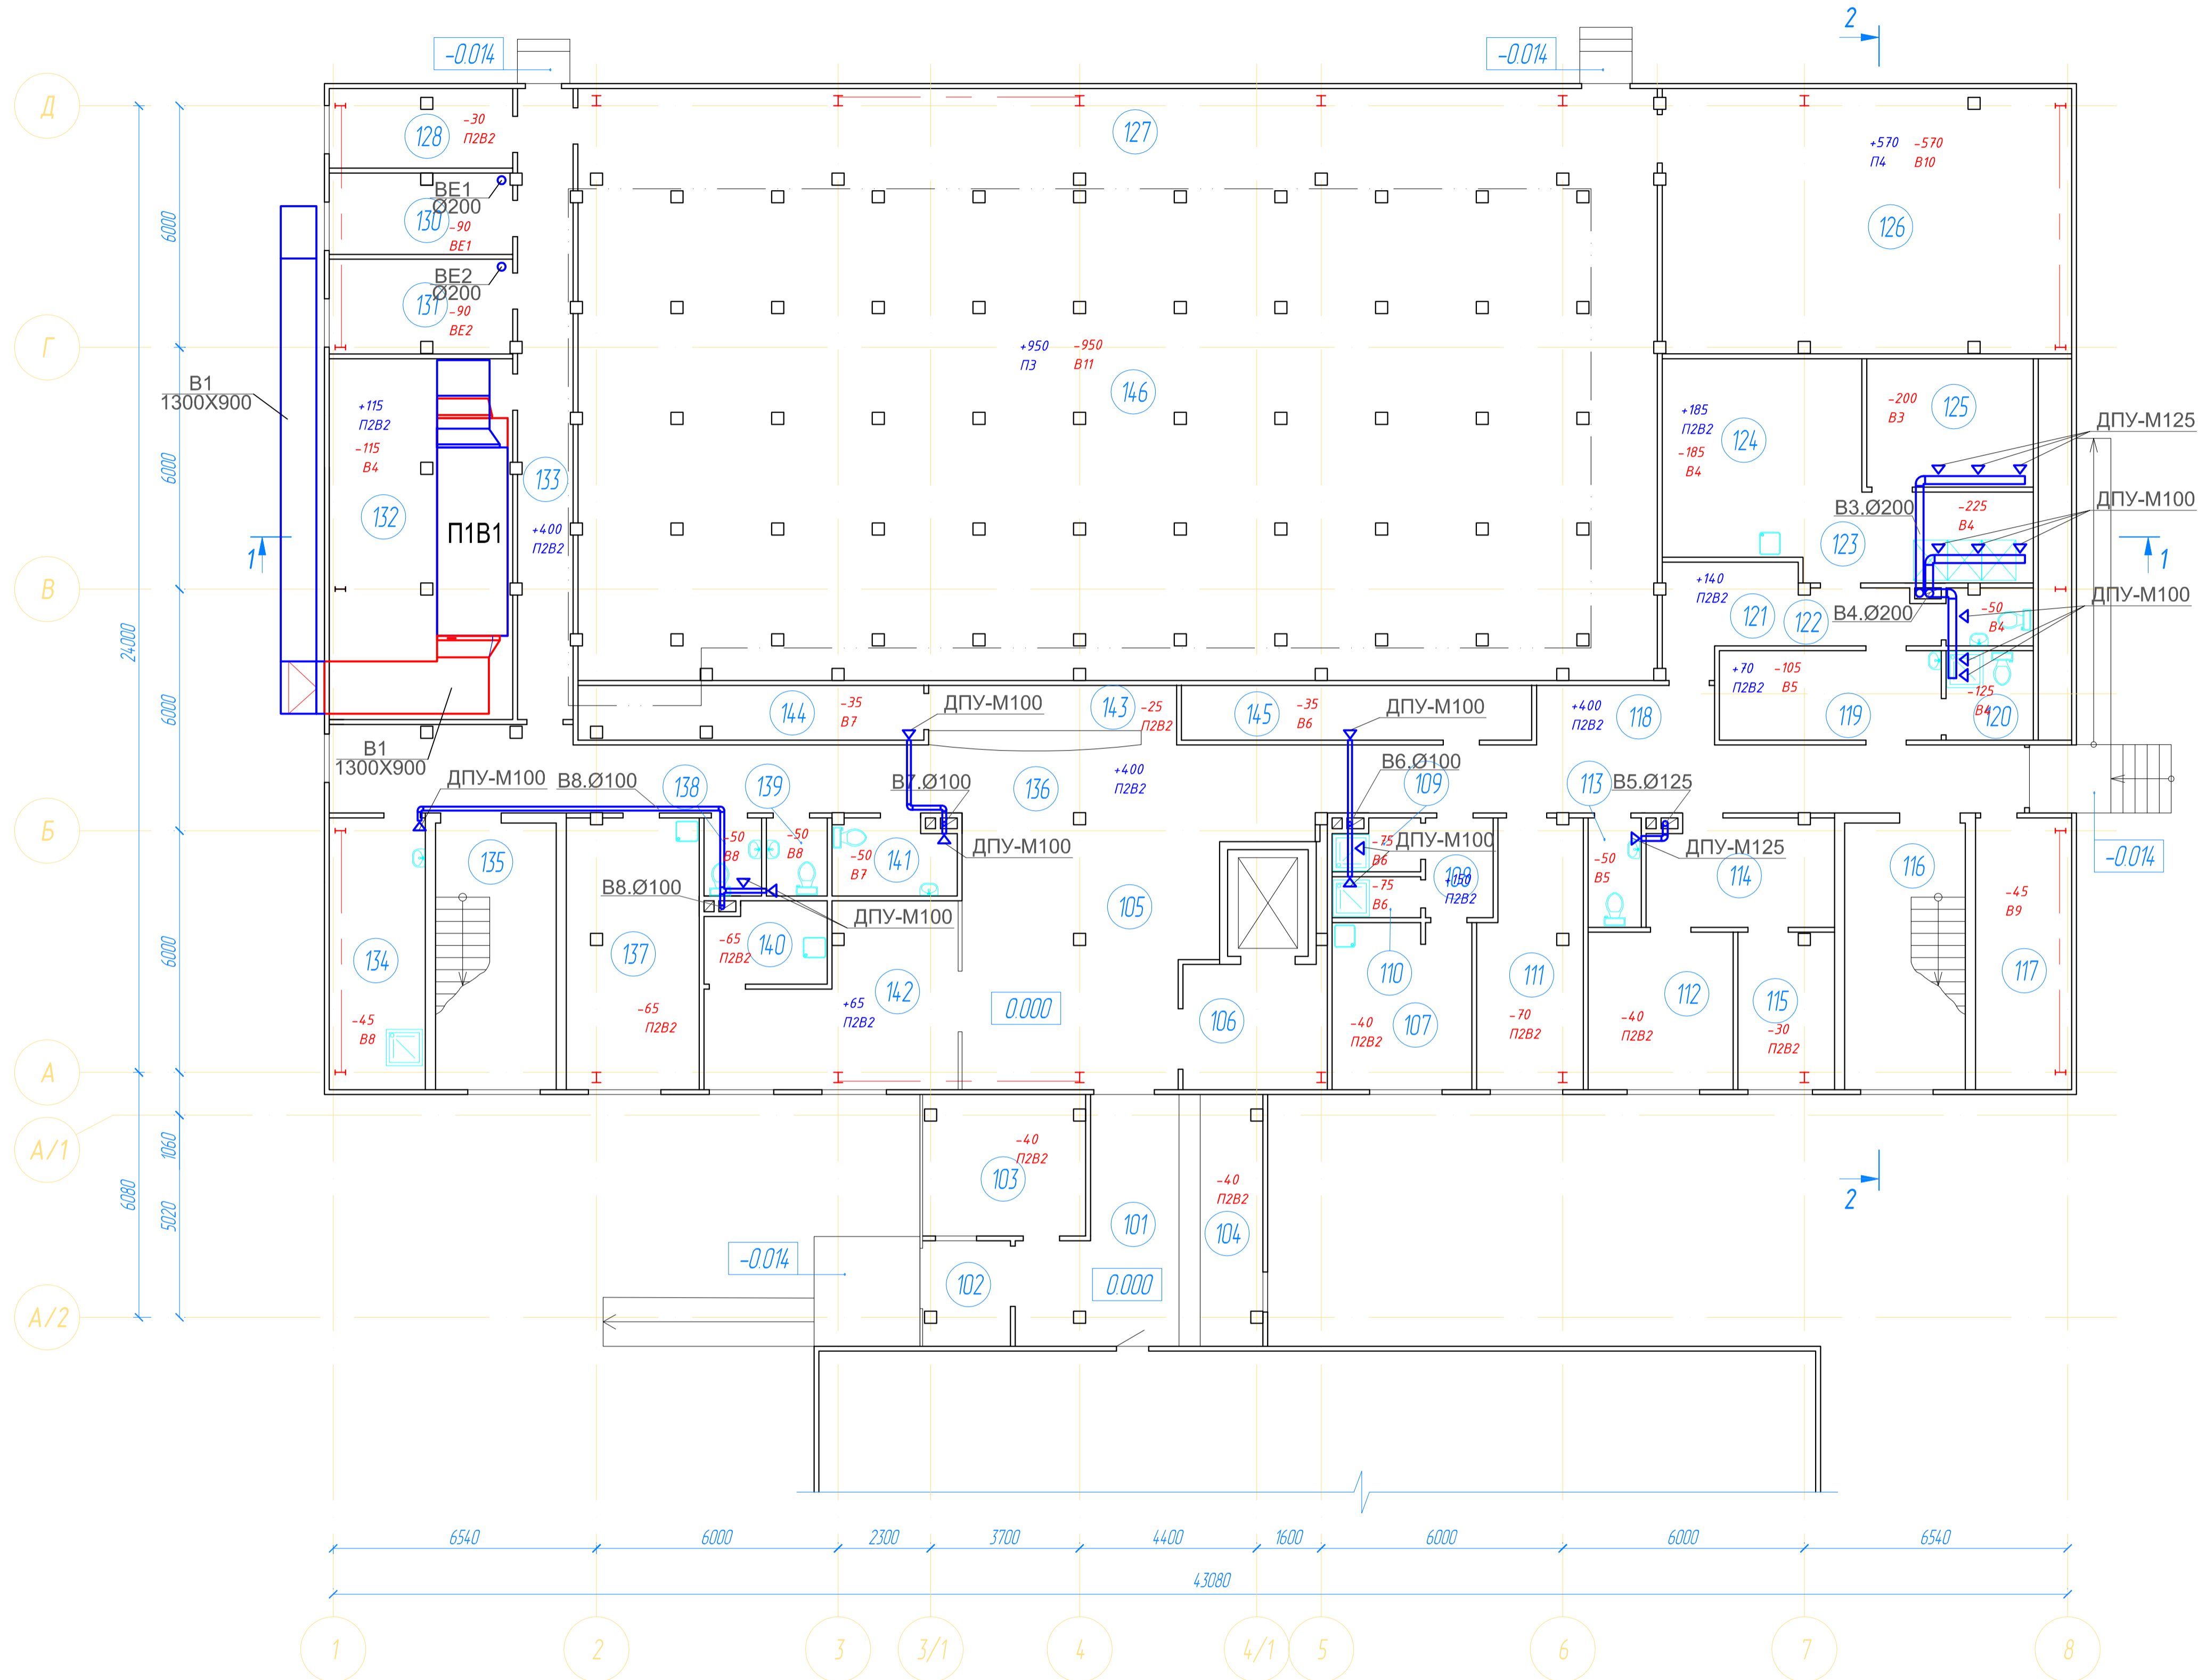 2
-0.014
-0.014
Д
127
128
-30
П2В2
+570
П4
-570
В10
ВЕ1
Ø200
130
-90
ВЕ1
126
6000
ВЕ2
Ø200
131
-90
ВЕ2
Г
+950
П3
-950
В11
146
В1
1300Х900
+115
П2В2
-115
В4
+185
П2В2
-185
В4
124
-200
В3
125
ДПУ-М125
6000
133
132
П1В1
+400
П2В2
В3.Ø200
-225
В4
ДПУ-М100
123
1
1
В
+140
П2В2
121
122
В4.Ø200
-50
В4
ДПУ-М100
24000
+70
П2В2
-105
В5
-125
В4
6000
144
-35
В7
ДПУ-М100
143
-25
П2В2
145
-35
В6
ДПУ-М100
+400
П2В2
118
119
120
В1
1300Х900
ДПУ-М100
В8.Ø100
138
139
В7.Ø100
136
+400
П2В2
В6.Ø100
109
113
В5.Ø125
Б
135
-50
В8
-50
В8
-50
В7
141
ДПУ-М100
-75
В6
ДПУ-М100
-75
В6
108
+150
П2В2
-50
В5
ДПУ-М125
114
116
-0.014
В8.Ø100
ДПУ-М100
105
-45
В9
6000
134
137
-65
П2В2
140
142
+65
П2В2
0.000
106
110
107
111
112
115
117
-45
В8
-65
П2В2
-40
П2В2
-70
П2В2
-40
П2В2
-30
П2В2
А
А/1
1060
6080
5020
-40
П2В2
103
101
-40
П2В2
104
2
-0.014
102
0.000
А/2
6540
6000
2300
3700
4400
1600
6000
6000
6540
43080
1
2
3
3/1
4
4/1
5
6
7
8